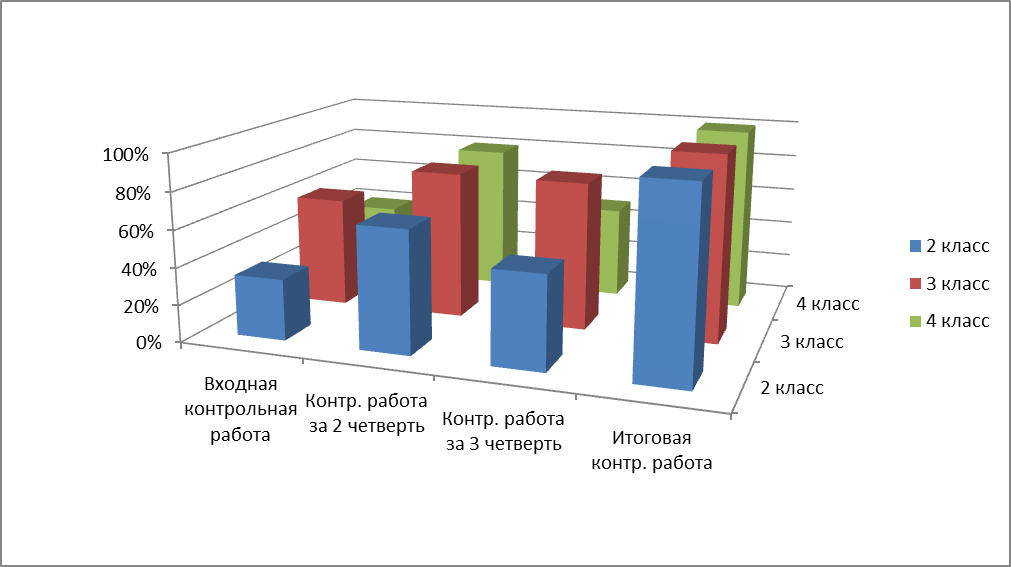 100%
80%
60%
40%
20%
0%
Входная
контрольная
работа
Контр. работа
за 2 четверть
Контр. работа
за 3 четверть
Итоговая
контр. работа
4 класс
3 класс
2 класс
2 класс
3 класс
4 класс